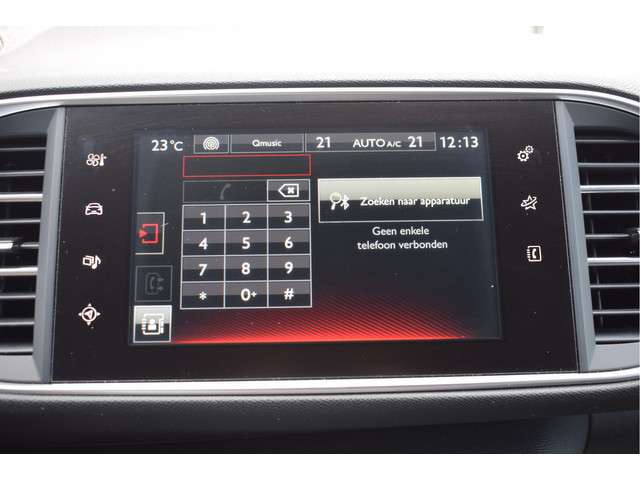 23 °C Qmusic 21 AUTO A/C 21 12:13
1 2 3
4 5 6
7 8 9
* 0+ #
Zoeken naar apparatuur
Geen enkele
telefoon verbonden